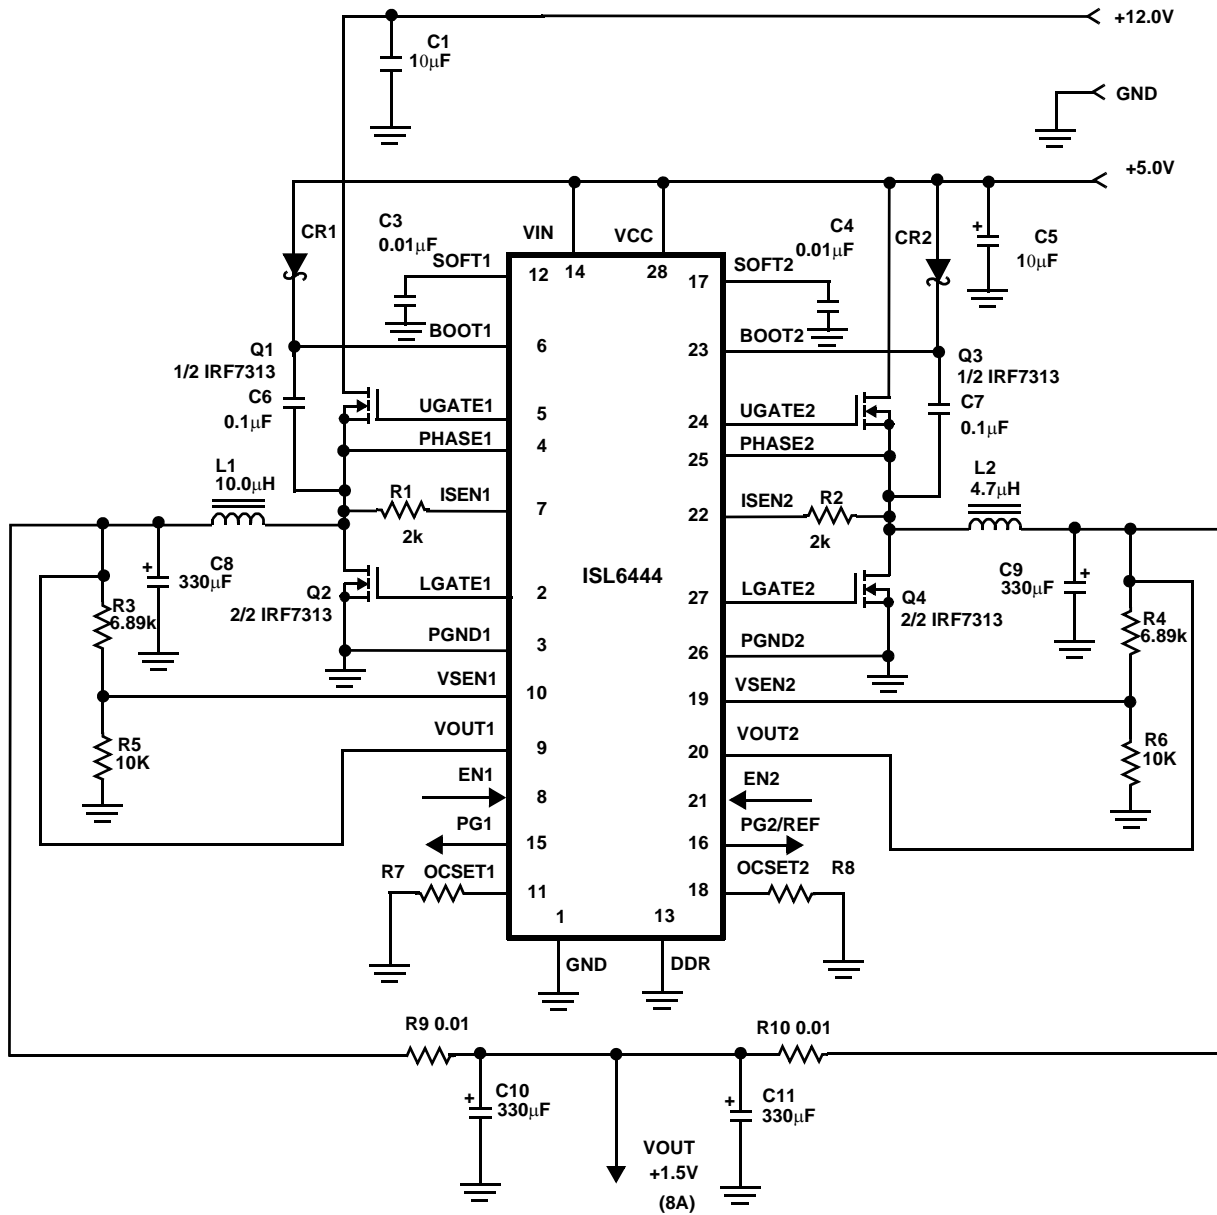 +12.0V
C1
10µF
GND
+5.0V
CR1
C3
0.01µF
VIN
VCC
C4
0.01µF
CR2
C5
10µF
+
SOFT1
12
14
28
17
SOFT2
BOOT1
6
23
BOOT2
Q1
1/2 IRF7313
C6
0.1µF
Q3
1/2 IRF7313
C7
0.1µF
UGATE1
5
24
UGATE2
PHASE1
4
25
PHASE2
L1
10.0µH
R1
2k
ISEN1
7
22
ISEN2
R2
2k
L2
4.7µH
ISL6444
+
C8
330µF
Q2
2/2 IRF7313
LGATE1
2
27
LGATE2
Q4
2/2 IRF7313
C9
330µF
+
R3
6.89k
R4
6.89k
PGND1
3
26
PGND2
VSEN1
10
19
VSEN2
R5
10K
VOUT1
9
20
VOUT2
R6
10K
EN1
8
21
EN2
PG1
15
16
PG2/REF
R7
OCSET1
11
18
OCSET2
R8
1
13
GND
DDR
R9 0.01
R10 0.01
+
C10
330µF
+
C11
330µF
VOUT
+1.5V
(8A)